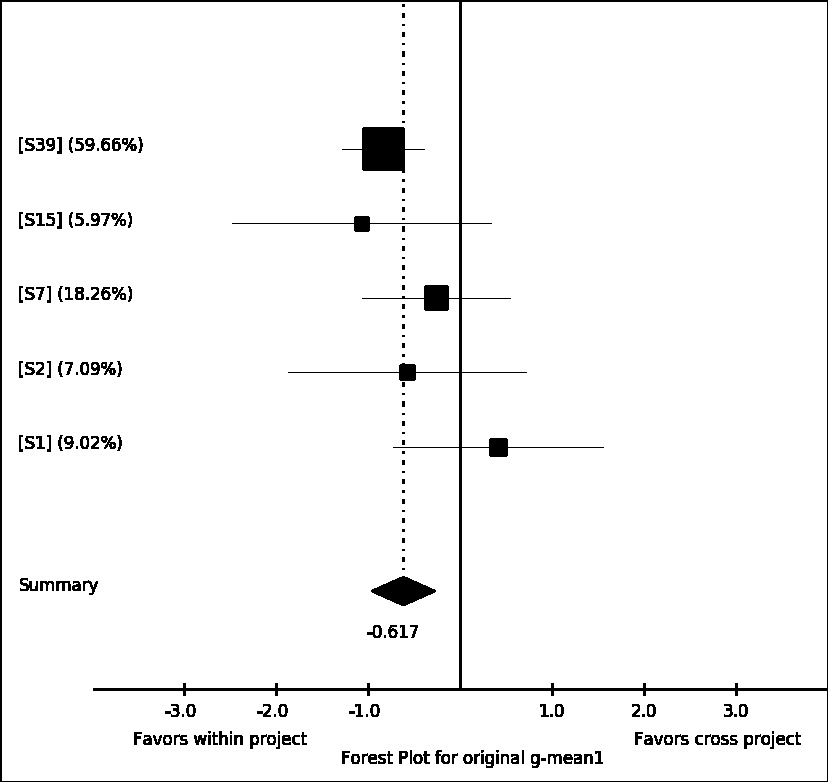 [S39] (59.66%)
[S15] (5.97%)
[S7] (18.26%)
[S2] (7.09%)
[S1] (9.02%)
Summary
-0.617
-3.0 -2.0 -1.0 1.0 2.0 3.0
Favors within project Favors cross project
Forest Plot for original g-mean1